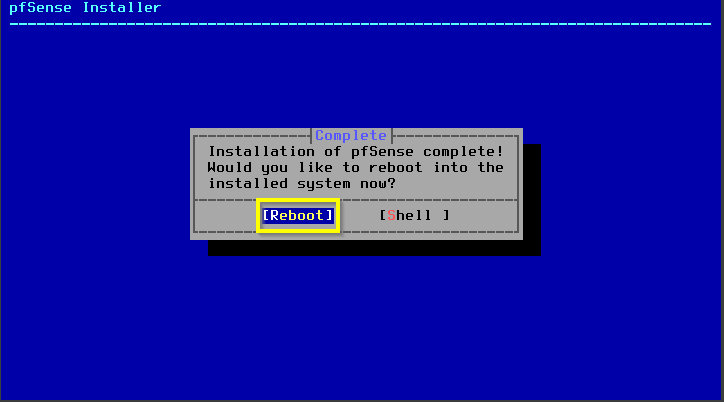 pfSense Installer
Complete
Installation of pfSense complete!
Would you like to reboot into the
installed system now?
[Reboot] [Shell ]